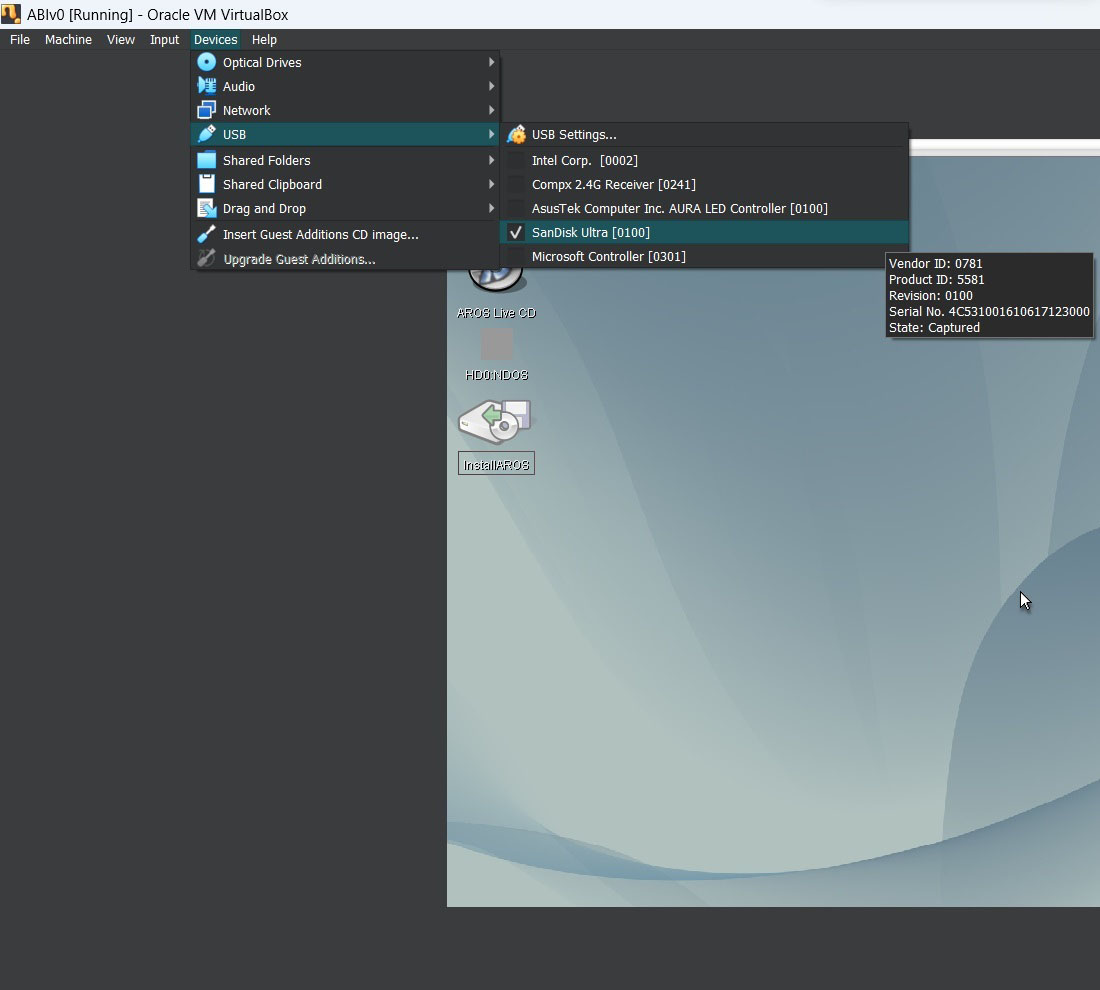 ABIv0 [Running] - Oracle VM VirtualBox
File Machine View Input Devices Help
Optical Drives
Audio
Network
USB
Shared Folders
Shared Clipboard
Drag and Drop
Insert Guest Additions CD image...
Upgrade Guest Additions...
USB Settings...
Intel Corp.  [0002]
Compx 2.4G Receiver [0241]
AsusTek Computer Inc. AURA LED Controller [0100]
SanDisk Ultra [0100]
Microsoft Controller [0301]
Vendor ID: 0781
Product ID: 5581
Revision: 0100
Serial No. 4C531001610617123000
State: Captured
AROS Live CD
HD01NDOS
InstallAROS